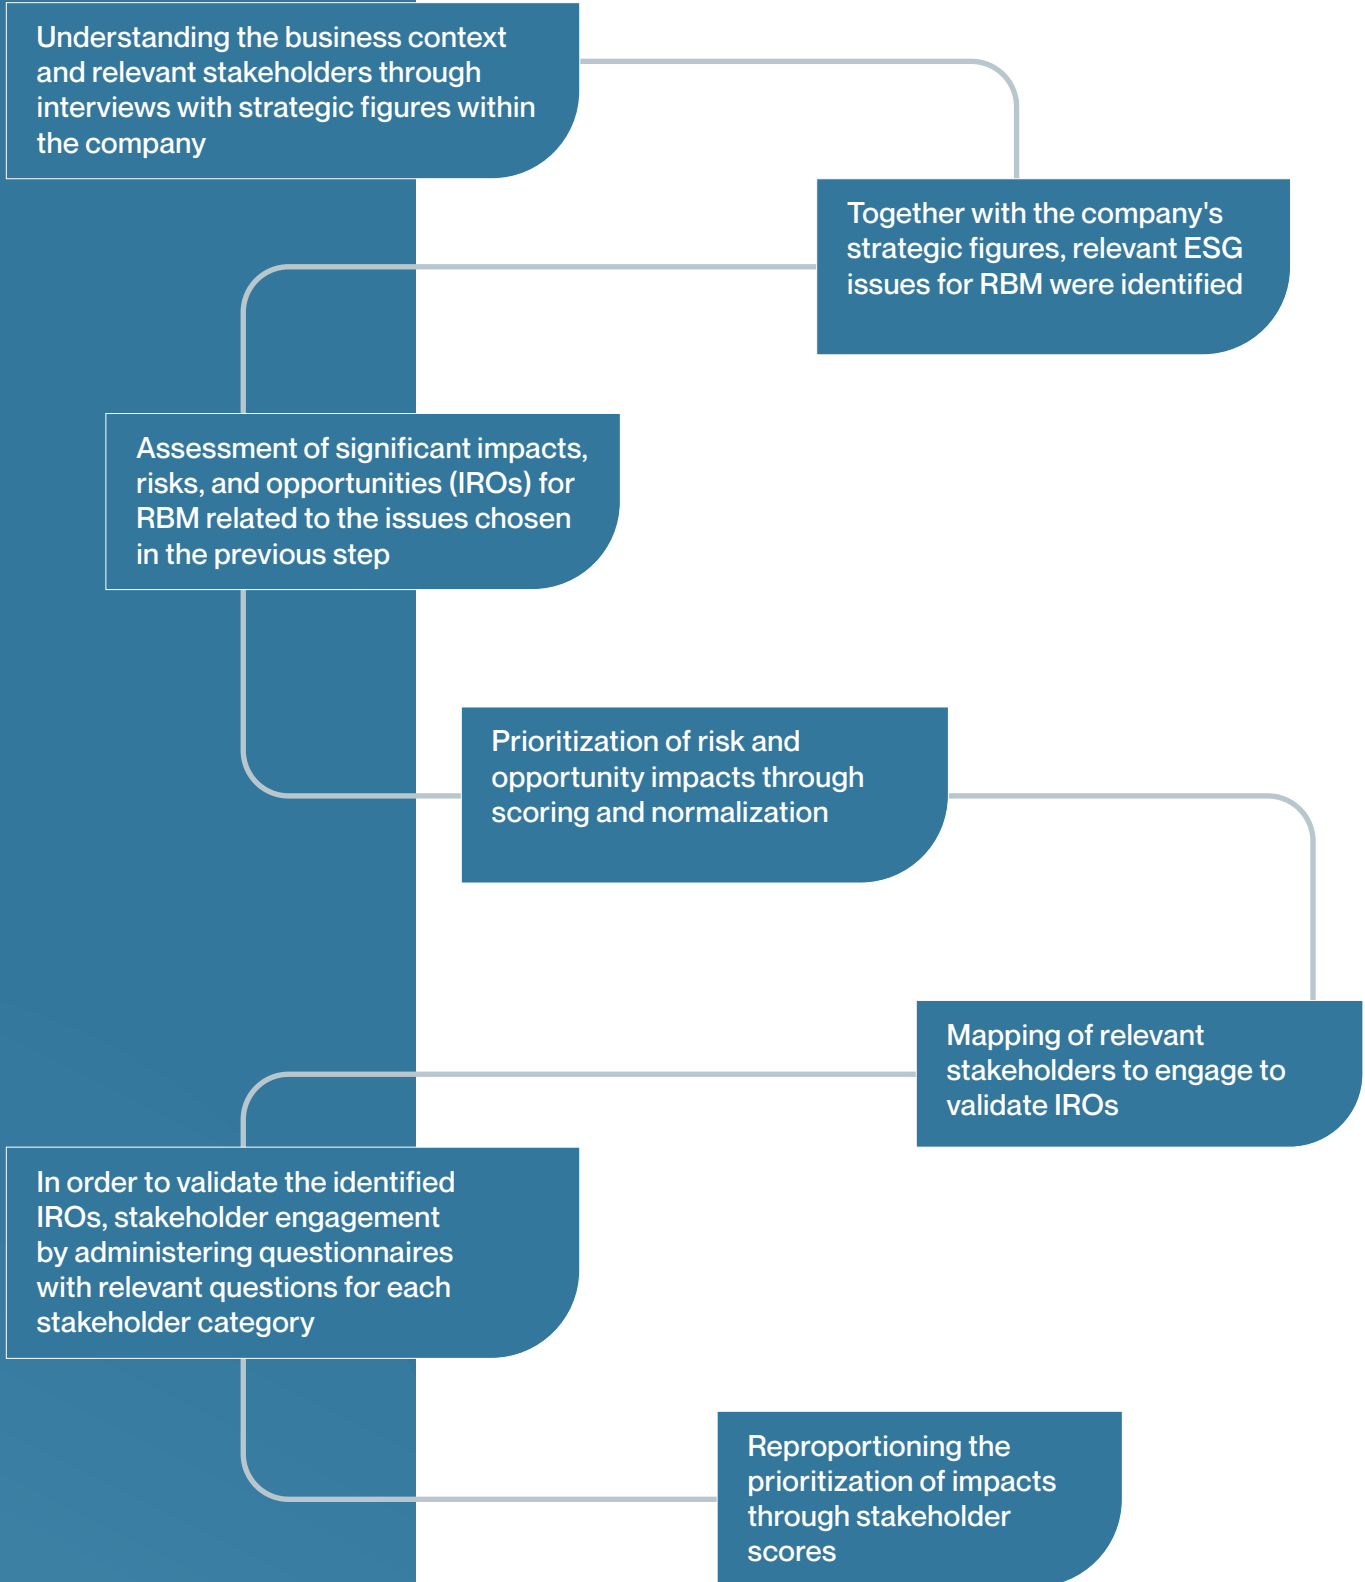 Understanding the business context
and relevant stakeholders through
interviews with strategic figures within
the company
Together with the company's
strategic figures, relevant ESG
issues for RBM were identified
Assessment of significant impacts,
risks, and opportunities (IROs) for
RBM related to the issues chosen
in the previous step
Prioritization of risk and
opportunity impacts through
scoring and normalization
Mapping of relevant
stakeholders to engage to
validate IROs
In order to validate the identified
IROs, stakeholder engagement
by administering questionnaires
with relevant questions for each
stakeholder category
Reproportioning the
prioritization of impacts
through stakeholder
scores